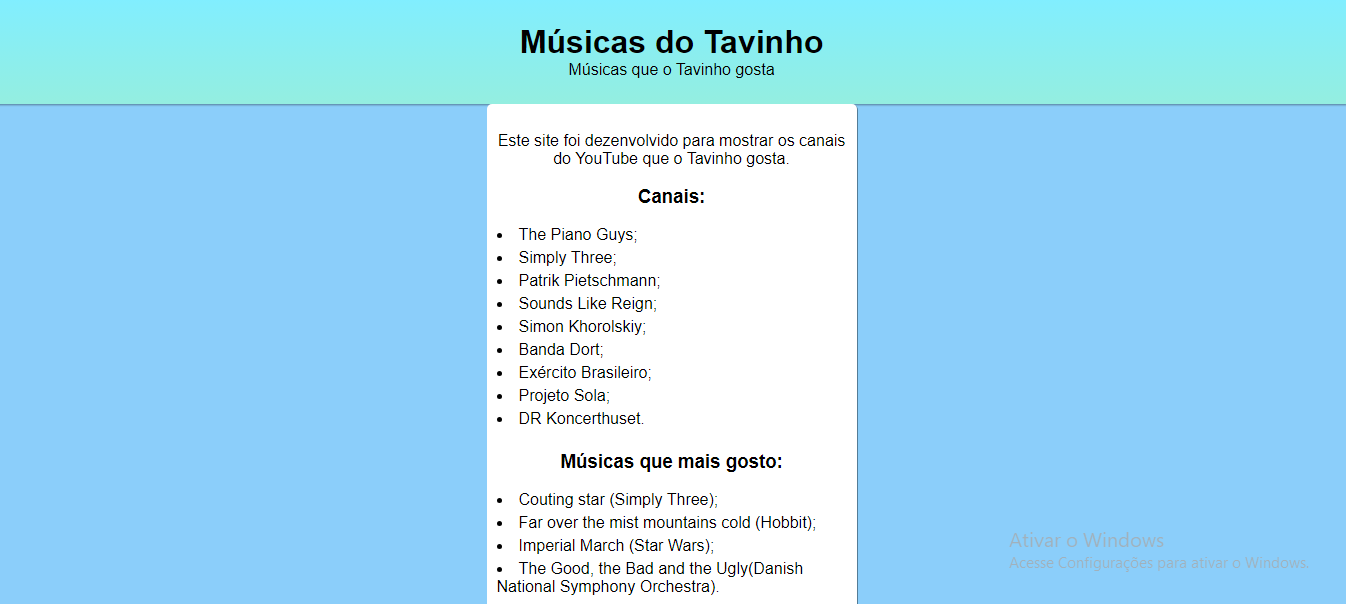 Músicas do Tavinho
Músicas que o Tavinho gosta
Este site foi dezenvolvido para mostrar os canais
do YouTube que o Tavinho gosta.
Canais:
• The Piano Guys;
• Simply Three;
• Patrik Pietschmann;
• Sounds Like Reign;
• Simon Khorolskiy;
• Banda Dort;
• Exército Brasileiro;
• Projeto Sola;
• DR Koncerthuset.
Músicas que mais gosto:
• Couting star (Simply Three);
• Far over the mist mountains cold (Hobbit);
• Imperial March (Star Wars);
• The Good, the Bad and the Ugly(Danish
National Symphony Orchestra).
Ativar o Windows
Acesse Configurações para ativar o Windows.